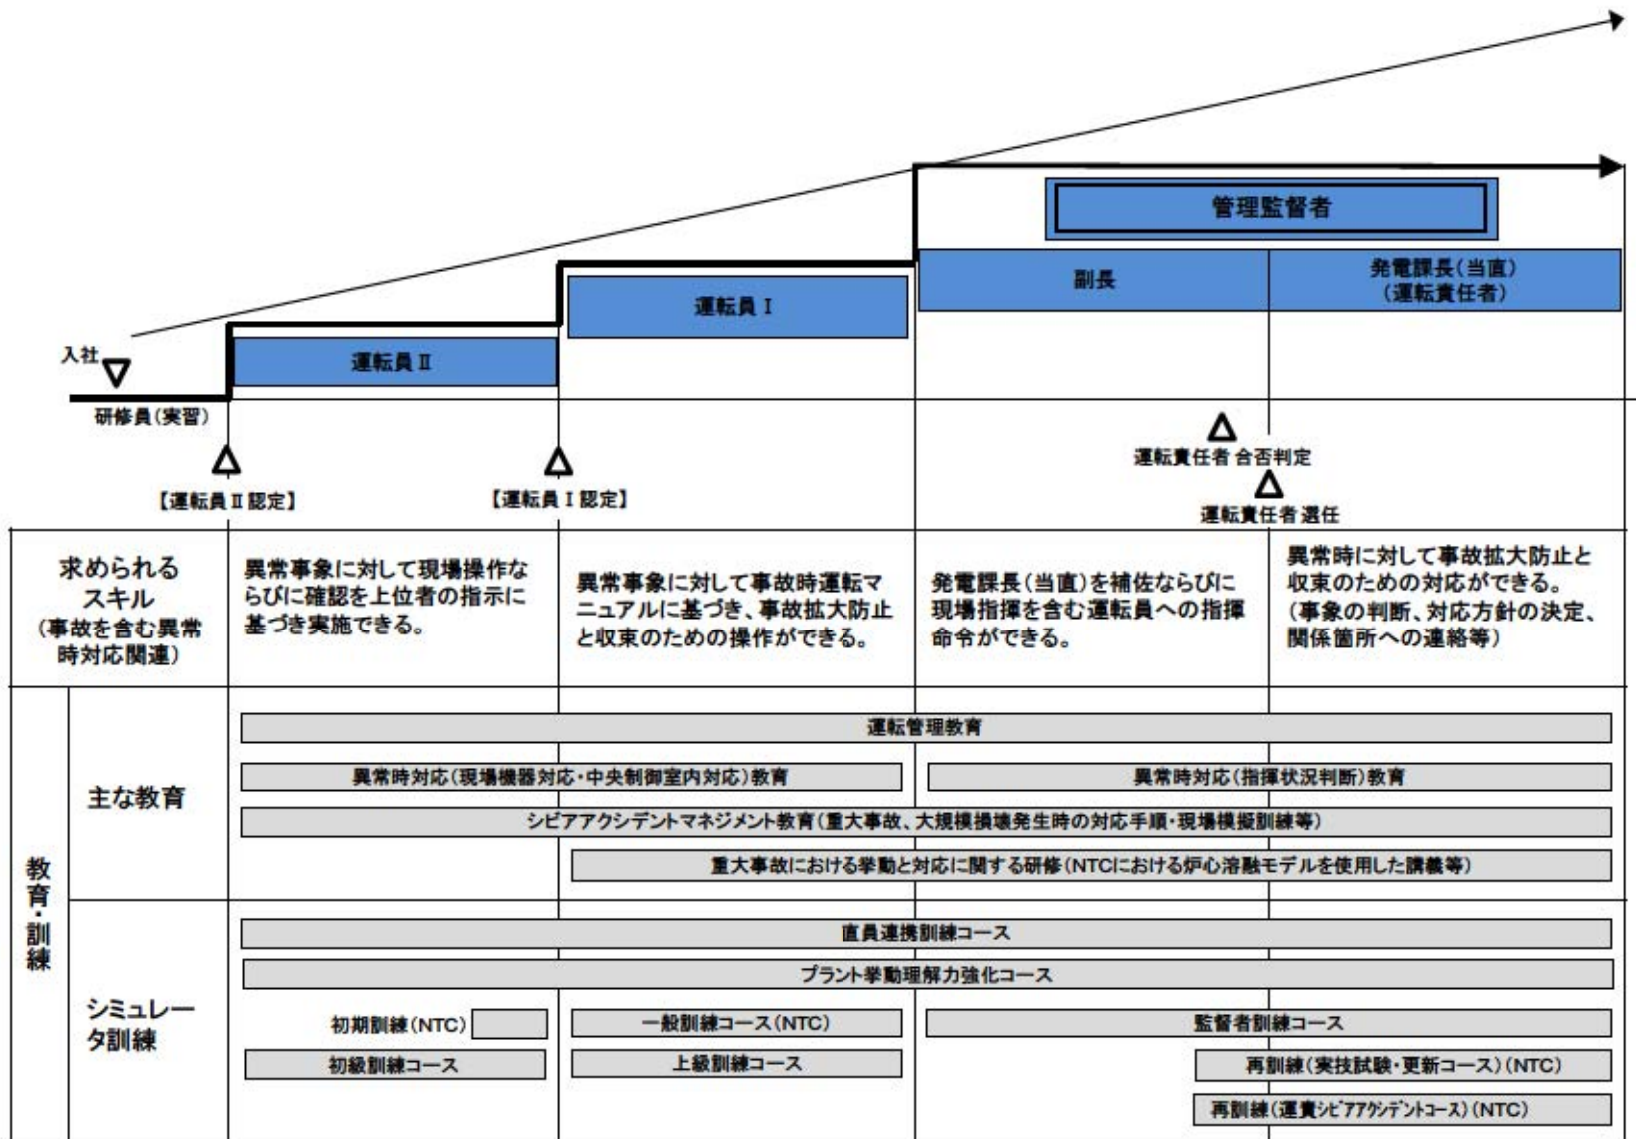 管理監督者
副長
発電課長(当直)
(運転責任者)
運転員Ⅰ
運転員Ⅱ
入社
研修員(実習)
【運転員Ⅱ認定】
【運転員Ⅰ認定】
運転責任者 合否判定
運転責任者 選任
求められる
スキル
(事故を含む異常
時対応関連)
異常事象に対して現場操作な
らびに確認を上位者の指示に
基づき実施できる。
異常事象に対して事故時運転マ
ニュアルに基づき、事故拡大防止
と収束のための操作ができる。
発電課長(当直)を補佐ならびに
現場指揮を含む運転員への指揮
命令ができる。
異常時に対して事故拡大防止と
収束のための対応ができる。
(事象の判断、対応方針の決定、
関係箇所への連絡等)
教育・訓練
主な教育
運転管理教育
異常時対応(現場機器対応・中央制御室内対応)教育
異常時対応(指揮状況判断)教育
シビアアクシデントマネジメント教育(重大事故、大規模損壊発生時の対応手順・現場模擬訓練等)
重大事故における挙動と対応に関する研修(NTCにおける炉心溶融モデルを使用した講義等)
シミュレー
タ訓練
直員連携訓練コース
プラント挙動理解力強化コース
初期訓練(NTC)
一般訓練コース(NTC)
監督者訓練コース
初級訓練コース
上級訓練コース
再訓練(実技試験・更新コース)(NTC)
再訓練(運責シビアアクシデントコース)(NTC)